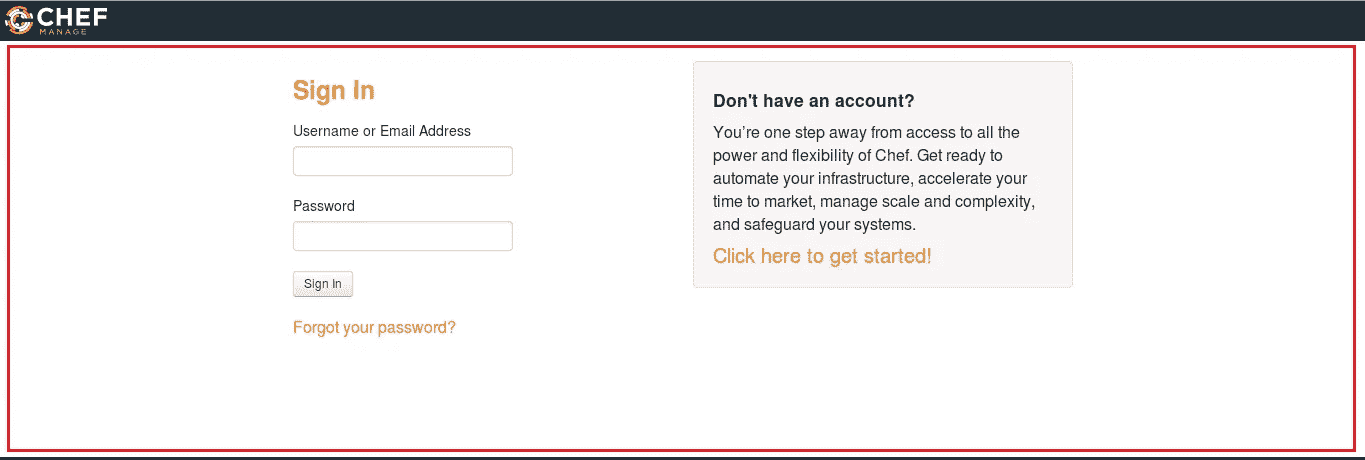 CHEF
MANAGE
Sign In
Username or Email Address
Password
Sign In
Forgot your password?
Don't have an account?
You’re one step away from access to all the
power and flexibility of Chef. Get ready to
automate your infrastructure, accelerate your
time to market, manage scale and complexity,
and safeguard your systems.
Click here to get started!